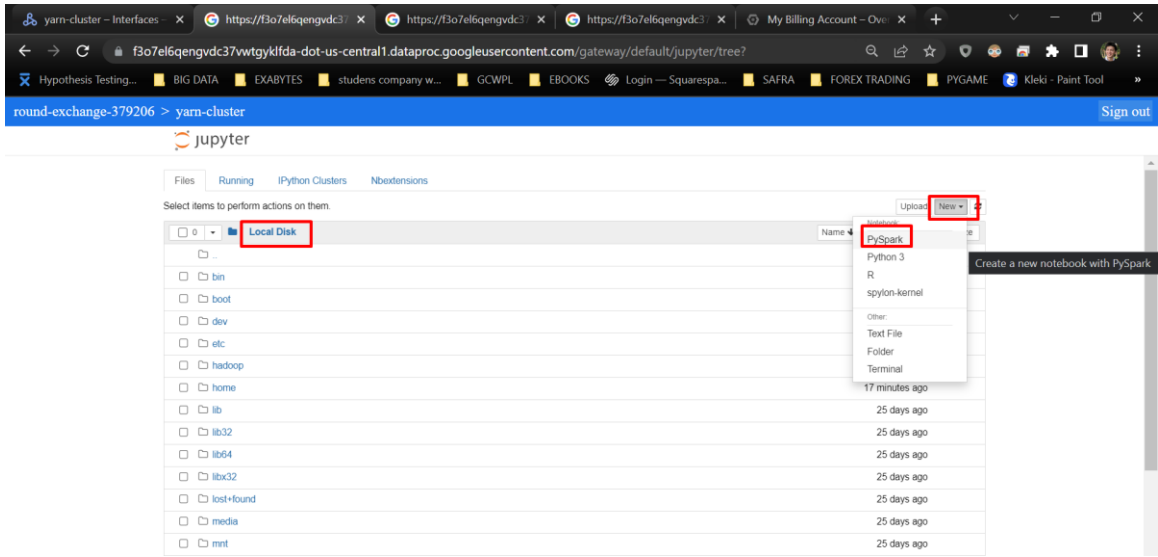 yarn-cluster – Interfaces –
https://f3o7el6qengvdc37
https://f3o7el6qengvdc37
https://f3o7el6qengvdc37
My Billing Account – Ove
f3o7el6qengvdc37vwtgyklfda-dot-us-central1.dataproc.googleusercontent.com/gateway/default/jupyter/tree?
Hypothesis Testing... BIG DATA EXABYTES studens company w... GCWPL EBOOKS Login — Squarespa... SAFRA FOREX TRADING PYGAME Kleki - Paint Tool »
round-exchange-379206 > yarn-cluster Sign out
jupyter
Files Running IPython Clusters Nbextensions
Select items to perform actions on them. Upload New
0 Local Disk Name
Notebook:
PySpark
Create a new notebook with PySpark
Python 3
R
spylon-kernel
Other:
Text File
Folder
Terminal
..
bin
boot
dev
etc
hadoop
home 17 minutes ago
lib 25 days ago
lib32 25 days ago
lib64 25 days ago
libx32 25 days ago
lost+found 25 days ago
media 25 days ago
mnt 25 days ago